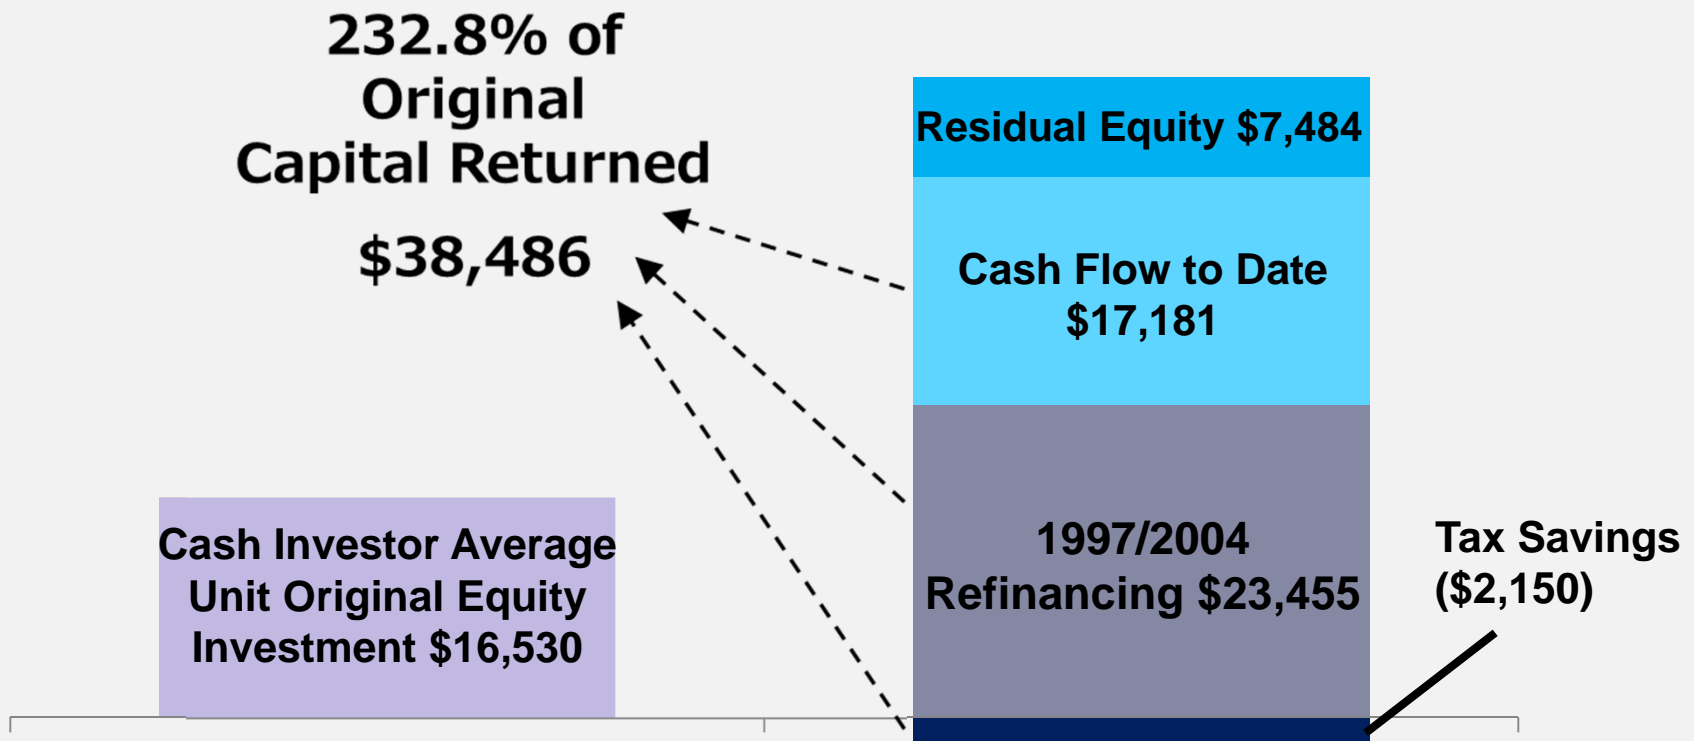 232.8% of
Original
Capital Returned
$38,486
Residual Equity $7,484
Cash Flow to Date
$17,181
1997/2004
Refinancing $23,455
Tax Savings
($2,150)
Cash Investor Average
Unit Original Equity
Investment $16,530